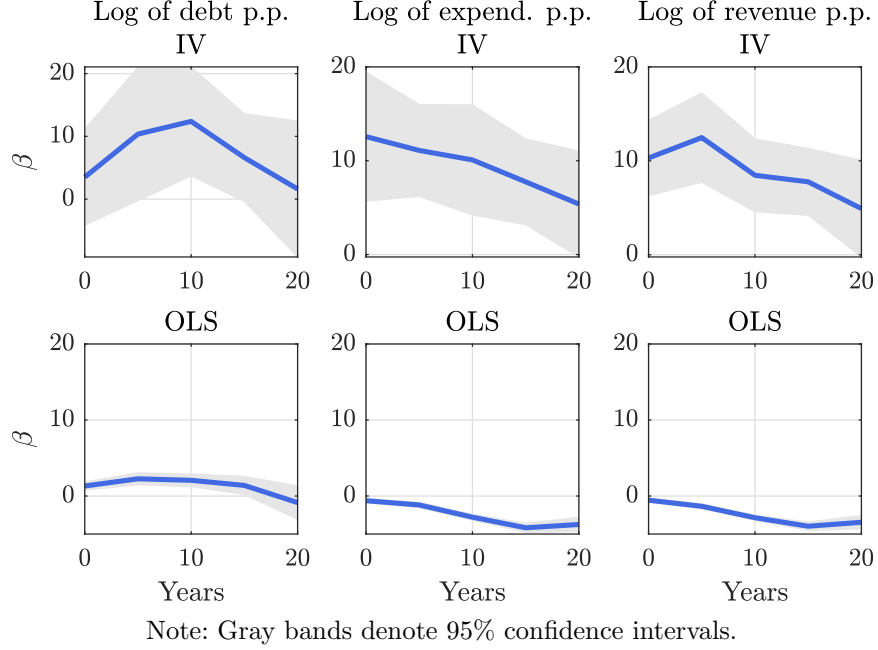 Log of debt p.p. Log of expend. p.p. Log of revenue p.p.
IV IV IV
20 20 20
10 10 10
0 0 0
β
0 10 20 0 10 20 0 10 20
OLS OLS OLS
20 20 20
10 10 10
0 0 0
β
0 10 20 0 10 20 0 10 20
Years Years Years
Note: Gray bands denote 95% confidence intervals.